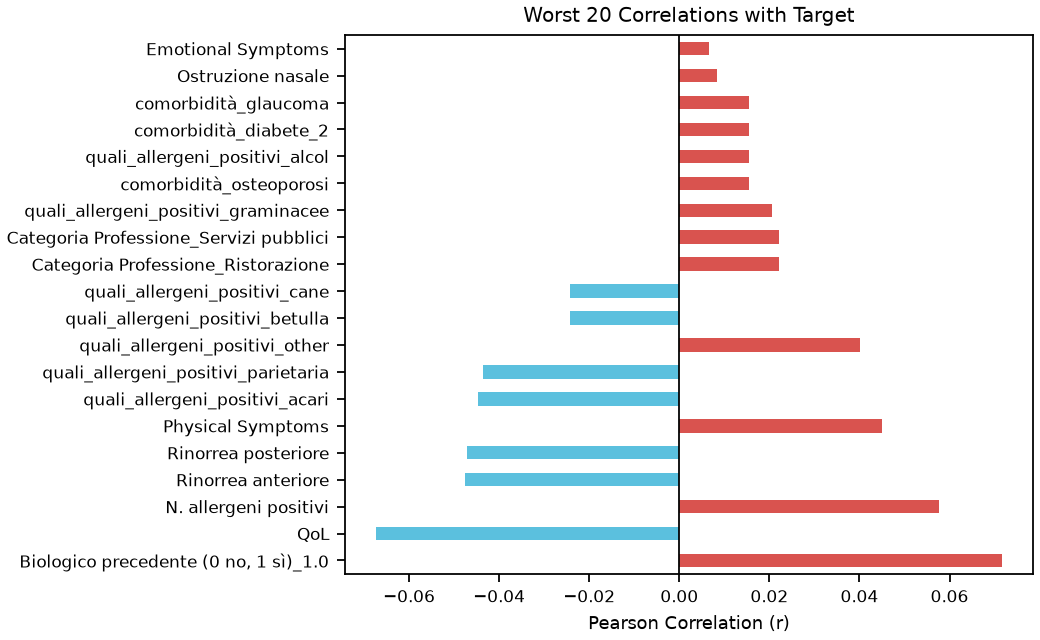 Worst 20 Correlations with Target
Emotional Symptoms
Ostruzione nasale
comorbidità_glaucoma
comorbidità_diabete_2
quali_allergeni_positivi_alcol
comorbidità_osteoporosi
quali_allergeni_positivi_graminacee
Categoria Professione_Servizi pubblici
Categoria Professione_Ristorazione
quali_allergeni_positivi_cane
quali_allergeni_positivi_betulla
quali_allergeni_positivi_other
quali_allergeni_positivi_parietaria
quali_allergeni_positivi_acari
Physical Symptoms
Rinorrea posteriore
Rinorrea anteriore
N. allergeni positivi
QoL
Biologico precedente (0 no, 1 sì)_1.0
−0.06 −0.04 −0.02 0.00 0.02 0.04 0.06
Pearson Correlation (r)